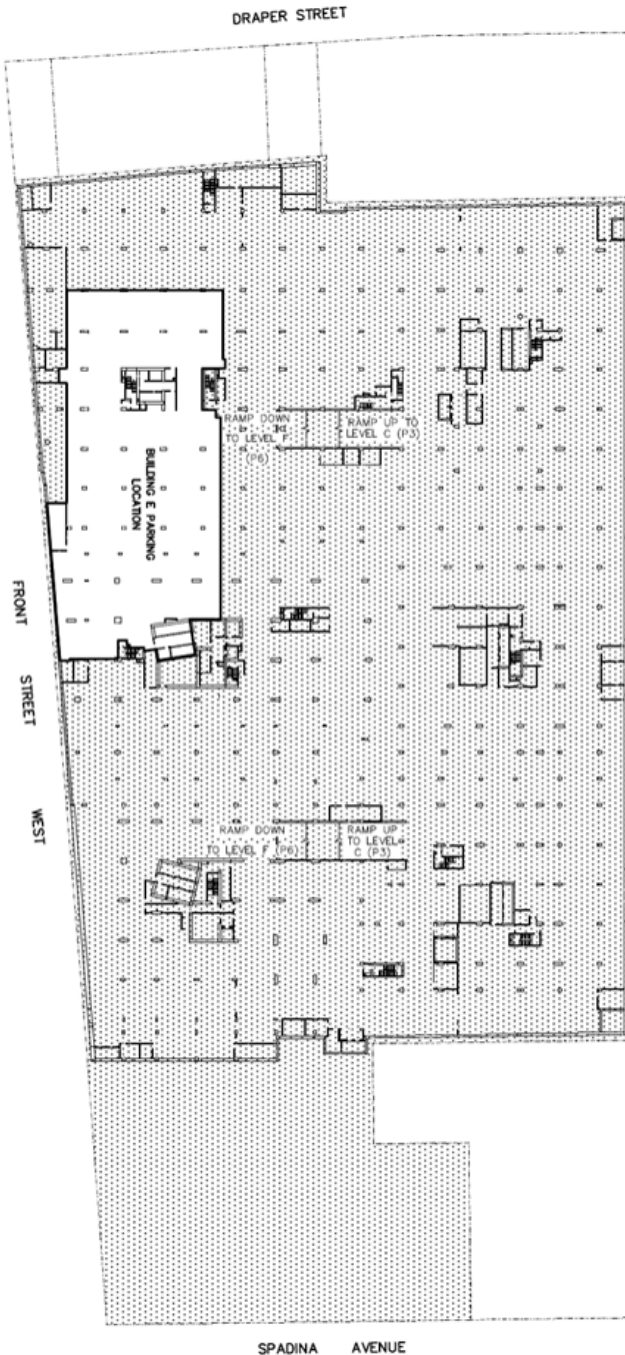 DRAPER STREET
RAMP DOWN
TO LEVEL F
(P6)
RAMP UP TO
LEVEL C (P3)
BUILDING E PARKING
LOCATION
FRONT
STREET
WEST
RAMP DOWN
TO LEVEL F (P6)
RAMP UP
TO LEVEL
C (P3)
SPADINA AVENUE